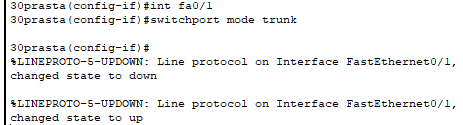 30prasta(config-if)#int fa0/1
30prasta(config-if)#switchport mode trunk
30prasta(config-if)#
%LINEPROTO-5-UPDOWN: Line protocol on Interface FastEthernet0/1,
changed state to down
%LINEPROTO-5-UPDOWN: Line protocol on Interface FastEthernet0/1,
changed state to up